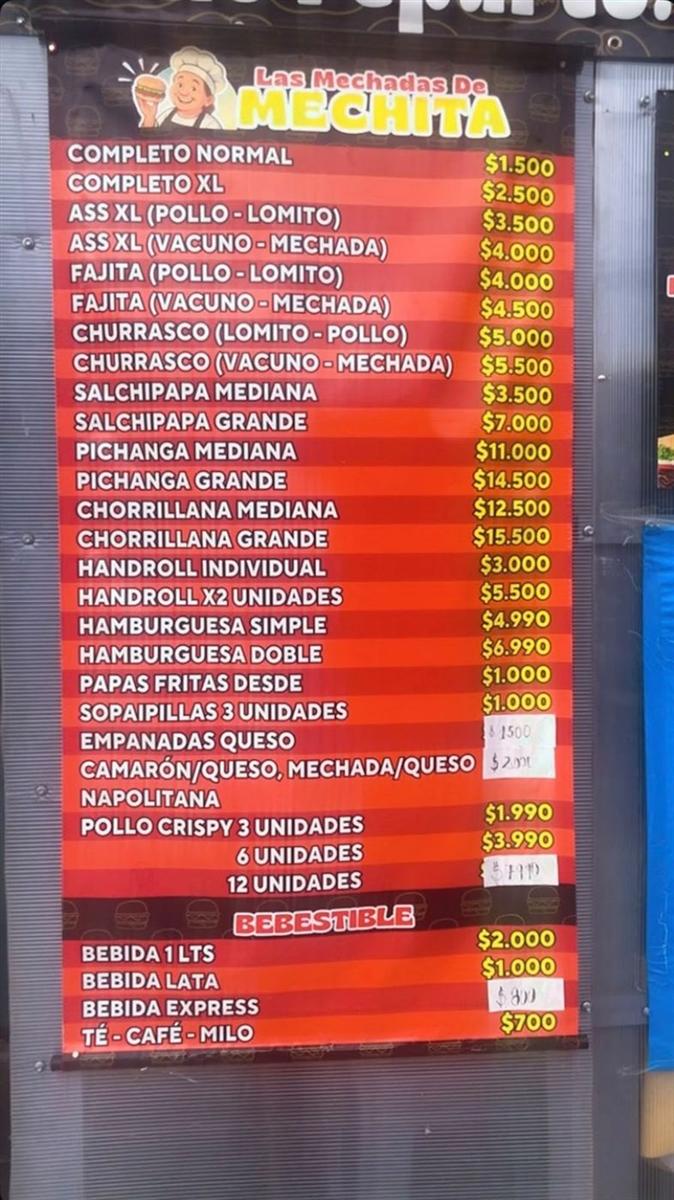 Las Mechadas De
MECHITA
COMPLETO NORMAL $1.500
COMPLETO XL $2.500
ASS XL (POLLO - LOMITO) $3.500
ASS XL (VACUNO - MECHADA) $4.000
FAJITA (POLLO - LOMITO) $4.000
FAJITA (VACUNO - MECHADA) $4.500
CHURRASCO (LOMITO - POLLO) $5.000
CHURRASCO (VACUNO - MECHADA) $5.500
SALCHIPAPA MEDIANA $3.500
SALCHIPAPA GRANDE $7.000
PICHANGA MEDIANA $11.000
PICHANGA GRANDE $14.500
CHORRILLANA MEDIANA $12.500
CHORRILLANA GRANDE $15.500
HANDROLL INDIVIDUAL $3.000
HANDROLL X2 UNIDADES $5.500
HAMBURGUESA SIMPLE $4.990
HAMBURGUESA DOBLE $6.990
PAPAS FRITAS DESDE $1.000
SOPAIPILLAS 3 UNIDADES $1.000
EMPANADAS QUESO $1500
CAMARÓN/QUESO, MECHADA/QUESO
NAPOLITANA
POLLO CRISPY 3 UNIDADES $1.990
6 UNIDADES $3.990
12 UNIDADES
BEBESTIBLE
BEBIDA 1 LTS $2.000
BEBIDA LATA $1.000
BEBIDA EXPRESS $800
TÉ - CAFÉ - MILO $700